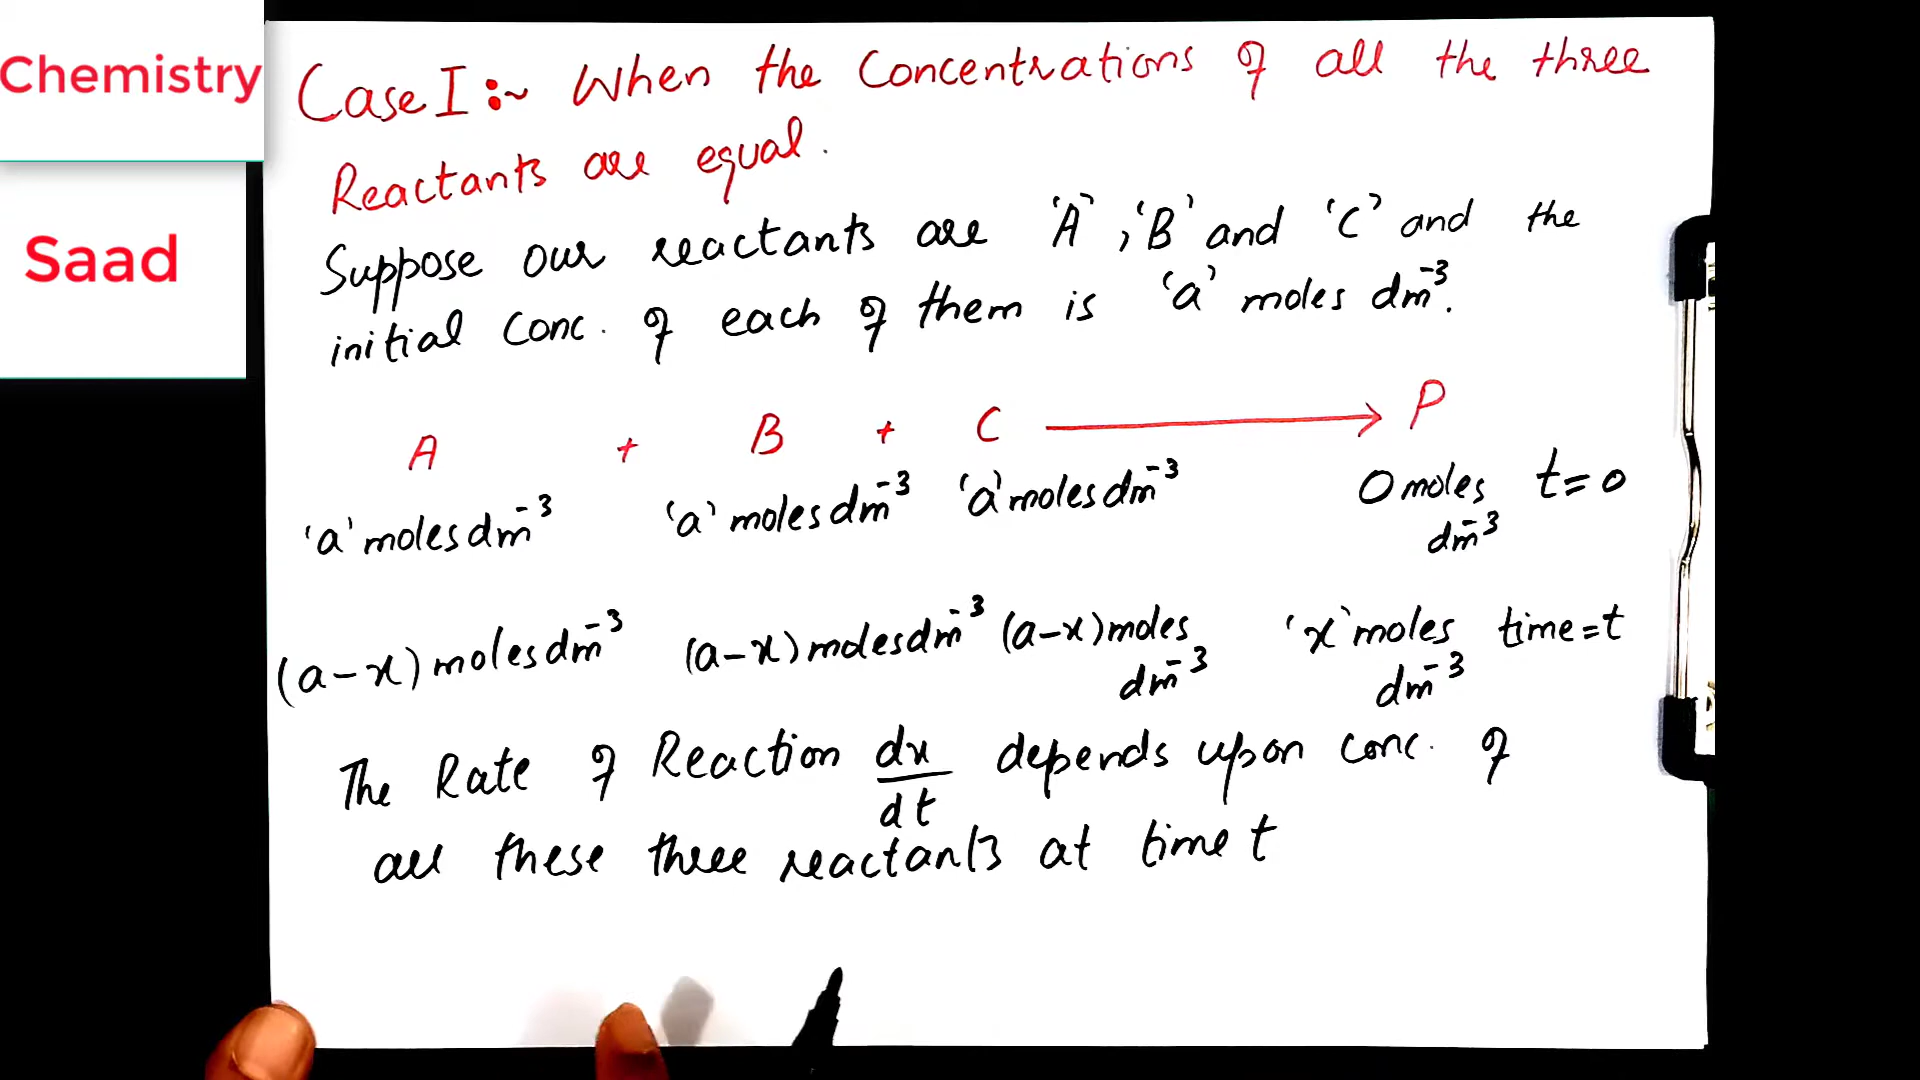 Chemistry
Saad
Case I :~ When the Concentrations of all the three
Reactants are equal.
Suppose our reactants are 'A', 'B' and 'C' and the
initial Conc. of each of them is 'a' moles dm⁻³.
A + B + C ⟶ P
'a' moles dm⁻³ 'a' moles dm⁻³ 'a' moles dm⁻³ 0 moles dm⁻³ t=0
(a-x) moles dm⁻³ (a-x) moles dm⁻³ (a-x) moles dm⁻³ 'x' moles dm⁻³ time=t
The Rate of Reaction dx/dt depends upon conc. of
all these three reactants at time t